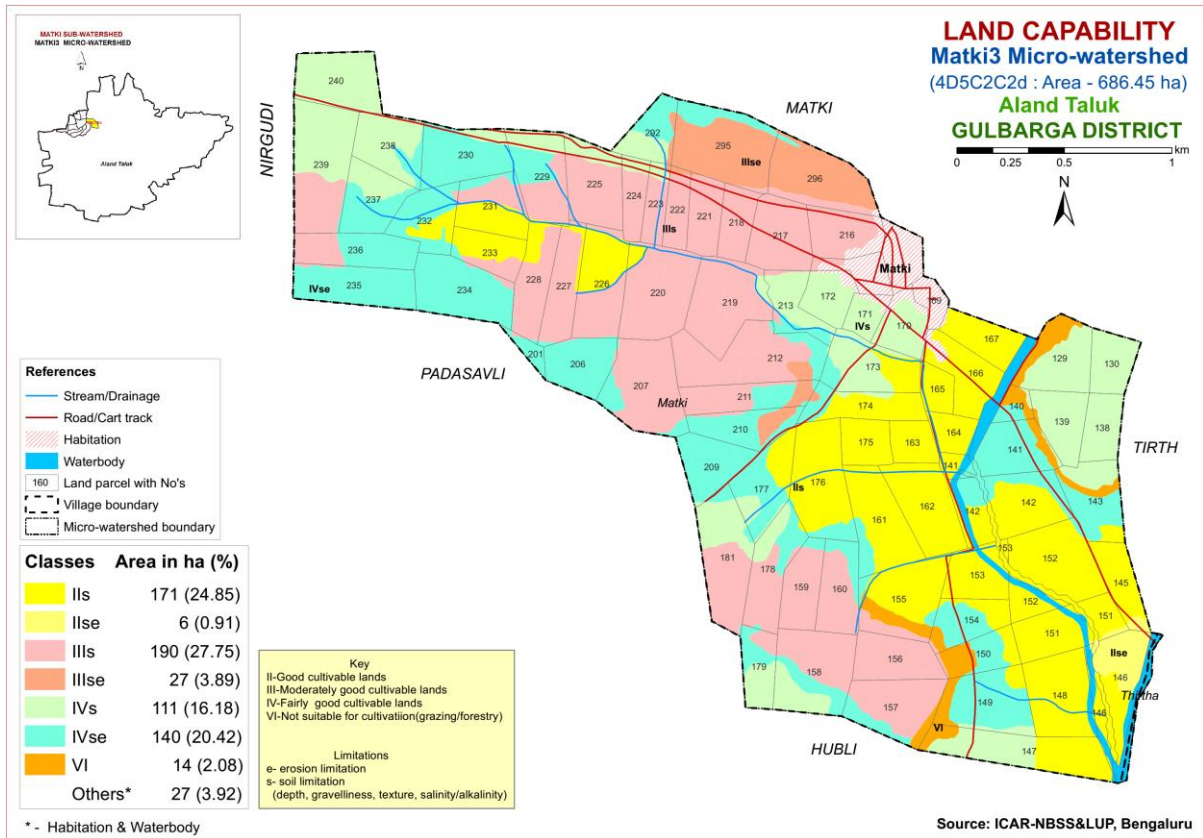 MATKI SUB-WATERSHED
MATKI3 MICRO-WATERSHED
N
Aland Taluk
LAND CAPABILITY
Matki3 Micro-watershed
(4D5C2C2d : Area - 686.45 ha)
Aland Taluk
GULBARGA DISTRICT
0 0.25 0.5 1 km
N
NIRGUDI
MATKI
PADASAVLI
TIRTH
HUBLI
240
292
295
IIIse
296
238
230
239
229
225
224
223
222
221
218
217
216
237
232
231
IIIs
233
236
228
227
226
220
219
Matki
235
IVse
234
213
172
171
IVs
170
169
167
201
206
212
173
166
129
130
207
Matki
211
165
140
139
138
210
174
175
163
164
141
141
209
177
IIs
176
162
142
142
143
161
181
178
159
160
153
153
152
145
155
152
151
154
151
156
150
IIse
179
158
146
157
149
148
146
Thirtha
VI
147
References
Stream/Drainage
Road/Cart track
Habitation
Waterbody
160 Land parcel with No's
Village boundary
Micro-watershed boundary
Classes Area in ha (%)
IIs 171 (24.85)
IIse 6 (0.91)
IIIs 190 (27.75)
IIIse 27 (3.89)
IVs 111 (16.18)
IVse 140 (20.42)
VI 14 (2.08)
Others* 27 (3.92)
* - Habitation & Waterbody
Key
II-Good cultivable lands
III-Moderately good cultivable lands
IV-Fairly good cultivable lands
VI-Not suitable for cultivatiion(grazing/forestry)
Limitations
e- erosion limitation
s- soil limitation
(depth, gravelliness, texture, salinity/alkalinity)
Source: ICAR-NBSS&LUP, Bengaluru